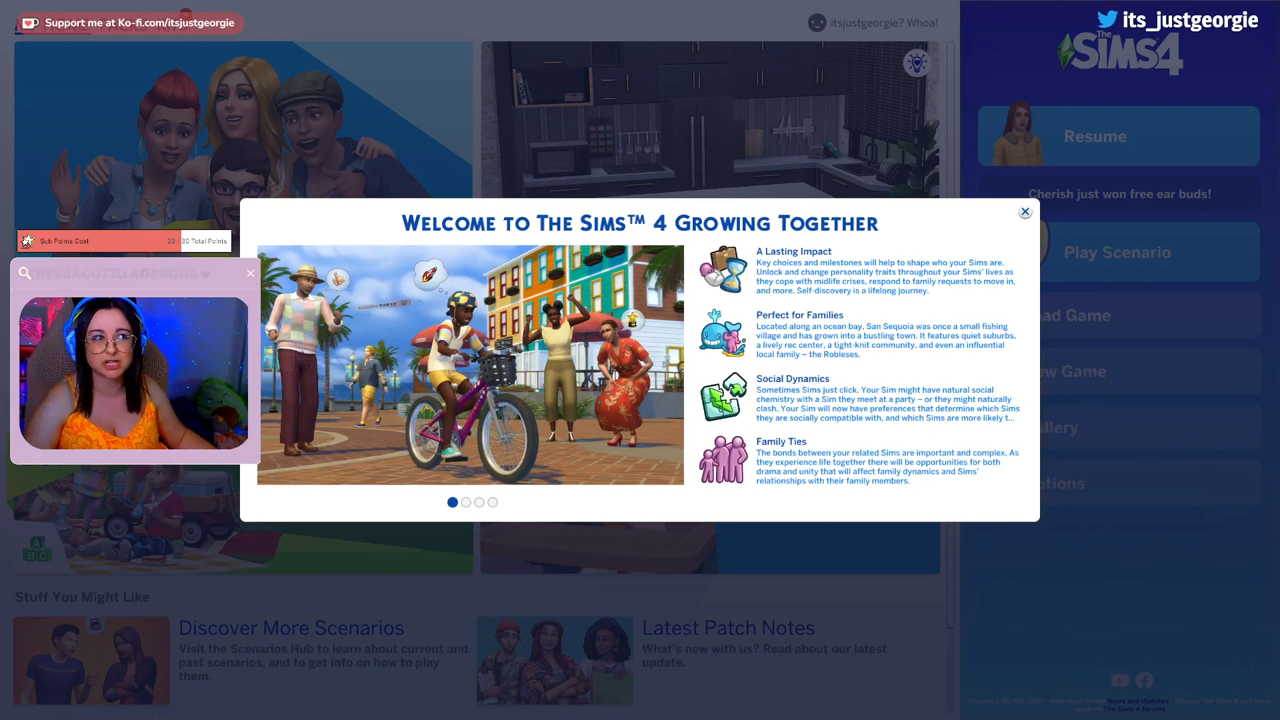 Support me at Ko-fi.com/itsjustgeorgie
itsjustgeorgie? Whoa!
its_justgeorgie
The SiMS4
Resume
Cherish just won free ear buds!
Play Scenario
Game
Game
Sub Points Goal
30 Total Points
WELCOME TO THE SIMS™ 4 GROWING TOGETHER
A Lasting Impact
Key choices and milestones will help to shape who your Sims are.
Unlock and change personality traits throughout your Sims' lives as
they cope with midlife crises, respond to family requests to move in,
and more. Self-discovery is a lifelong journey.
Perfect for Families
Located along an ocean bay, San Sequoia was once a small fishing
village and has grown into a bustling town. It features quiet suburbs,
a lively rec center, a tight-knit community, and even an influential
local family – the Robleses.
Social Dynamics
Sometimes Sims just click. Your Sim might have natural social
chemistry with a Sim they meet at a party – or they might naturally
clash. Your Sim will now have preferences that determine which Sims
they are socially compatible with, and which Sims are more likely t...
Family Ties
The bonds between your related Sims are important and complex. As
they experience life together there will be opportunities for both
drama and unity that will affect family dynamics and Sims'
relationships with their family members.
Stuff You Might Like
Discover More Scenarios
Visit the Scenarios Hub to learn about current and
past scenarios, and to get info on how to play
them.
Latest Patch Notes
What's new with us? Read about our latest
update.
News and Updates
The Sims 4 forums